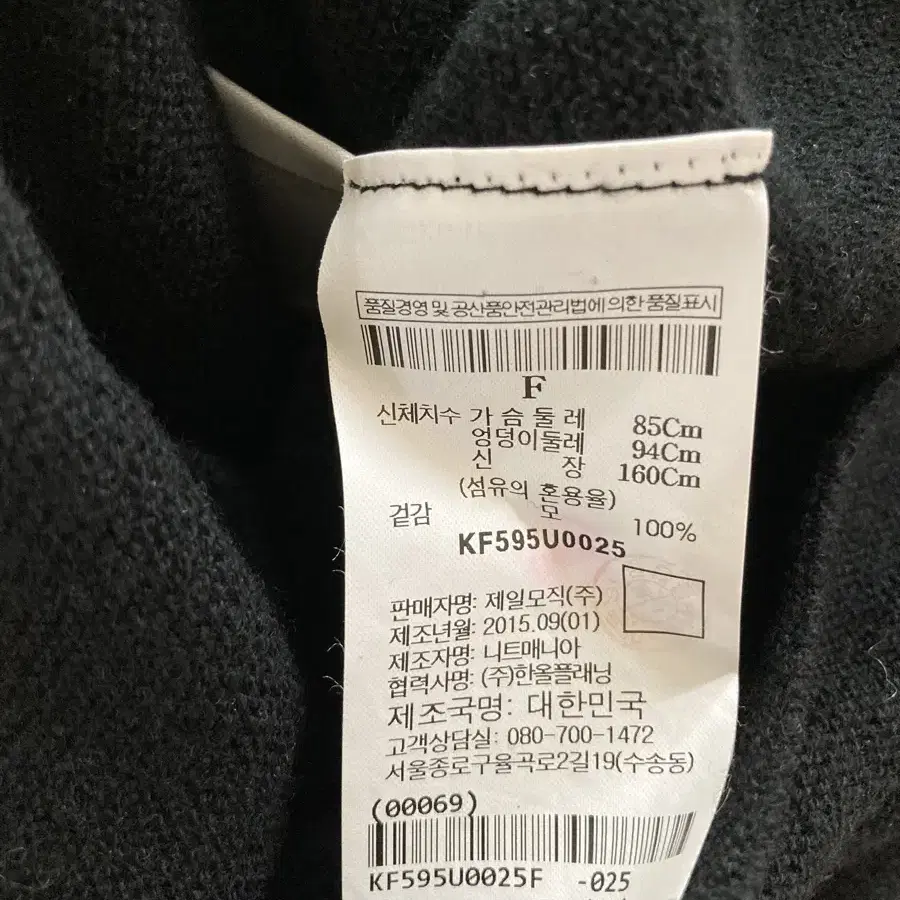 품질경영 및 공산품안전관리법에 의한 품질표시
F
신체치수 가슴둘레 85Cm
엉덩이둘레 94Cm
신장 160Cm
(섬유의 혼용율)
겉감 모 100%
KF595U0025
판매자명: 제일모직(주)
제조년월: 2015.09(01)
제조자명: 니트매니아
협력사명: (주)한올플래닝
제조국명: 대한민국
고객상담실: 080-700-1472
서울종로구율곡로2길19(수송동)
(00069)
KF595U0025F -025